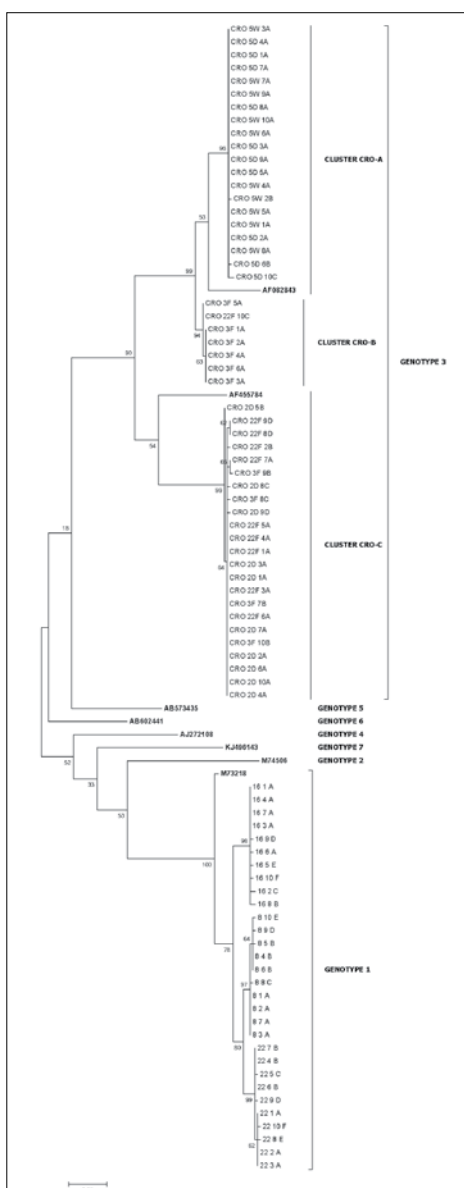 CRO 5W 3A
CRO 5D 4A
CRO 5D 1A
CRO 5D 7A
CRO 5W 7A
CRO 5W 9A
CRO 5D 8A
CRO 5W 10A
CRO 5W 6A
CRO 5D 3A
CRO 5D 9A
CRO 5D 5A
CRO 5W 4A
CRO 5W 2B
CRO 5W 5A
CRO 5W 1A
CRO 5D 2A
CRO 5W 8A
CRO 5D 6B
CRO 5D 10C
AF082843
CLUSTER CRO-A
CRO 3F 5A
CRO 22F 10C
CRO 3F 1A
CRO 3F 2A
CRO 3F 4A
CRO 3F 6A
CRO 3F 3A
CLUSTER CRO-B
GENOTYPE 3
AF455784
CRO 2D 5B
CRO 22F 9D
CRO 22F 8D
CRO 22F 2B
CRO 22F 7A
CRO 3F 9B
CRO 2D 8C
CRO 3F 8C
CRO 2D 9D
CRO 22F 5A
CRO 22F 4A
CRO 22F 1A
CRO 2D 3A
CRO 2D 1A
CRO 22F 3A
CRO 3F 7B
CRO 22F 6A
CRO 2D 7A
CRO 3F 10B
CRO 2D 2A
CRO 2D 6A
CRO 2D 10A
CRO 2D 4A
CLUSTER CRO-C
AB573435 GENOTYPE 5
AB602441 GENOTYPE 6
AJ272108 GENOTYPE 4
KJ496143 GENOTYPE 7
M74506 GENOTYPE 2
M73218
16 1 A
16 4 A
16 7 A
16 3 A
16 9 D
16 6 A
16 5 E
16 10 F
16 2 C
16 8 B
8 10 E
8 9 D
8 5 B
8 4 B
8 6 B
8 8 C
8 1 A
8 2 A
8 7 A
8 3 A
22 7 B
22 4 B
22 5 C
22 6 B
22 9 D
22 1 A
22 10 F
22 8 E
22 2 A
22 3 A
GENOTYPE 1
99
94
54
99
94
52
53
100